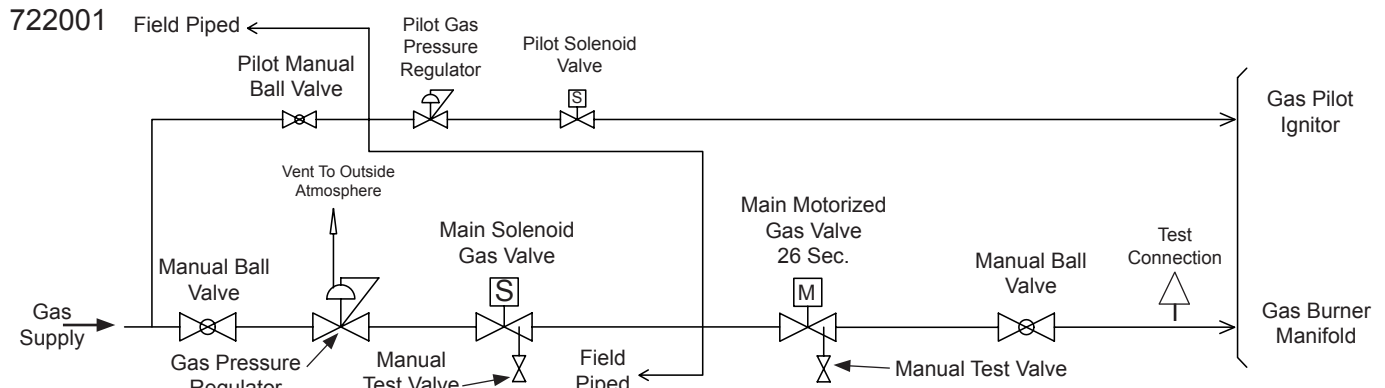 722001
Field Piped
Pilot Gas
Pressure
Regulator
Pilot Solenoid
Valve
S
Pilot Manual
Ball Valve
Gas Pilot
Ignitor
Vent To Outside
Atmosphere
Main Solenoid
Gas Valve
S
Main Motorized
Gas Valve
26 Sec.
M
Test
Connection
Manual Ball
Valve
Manual Ball
Valve
Gas
Supply
Gas Burner
Manifold
Gas Pressure
Regulator
Manual
Test Valve
Field
Piped
Manual Test Valve